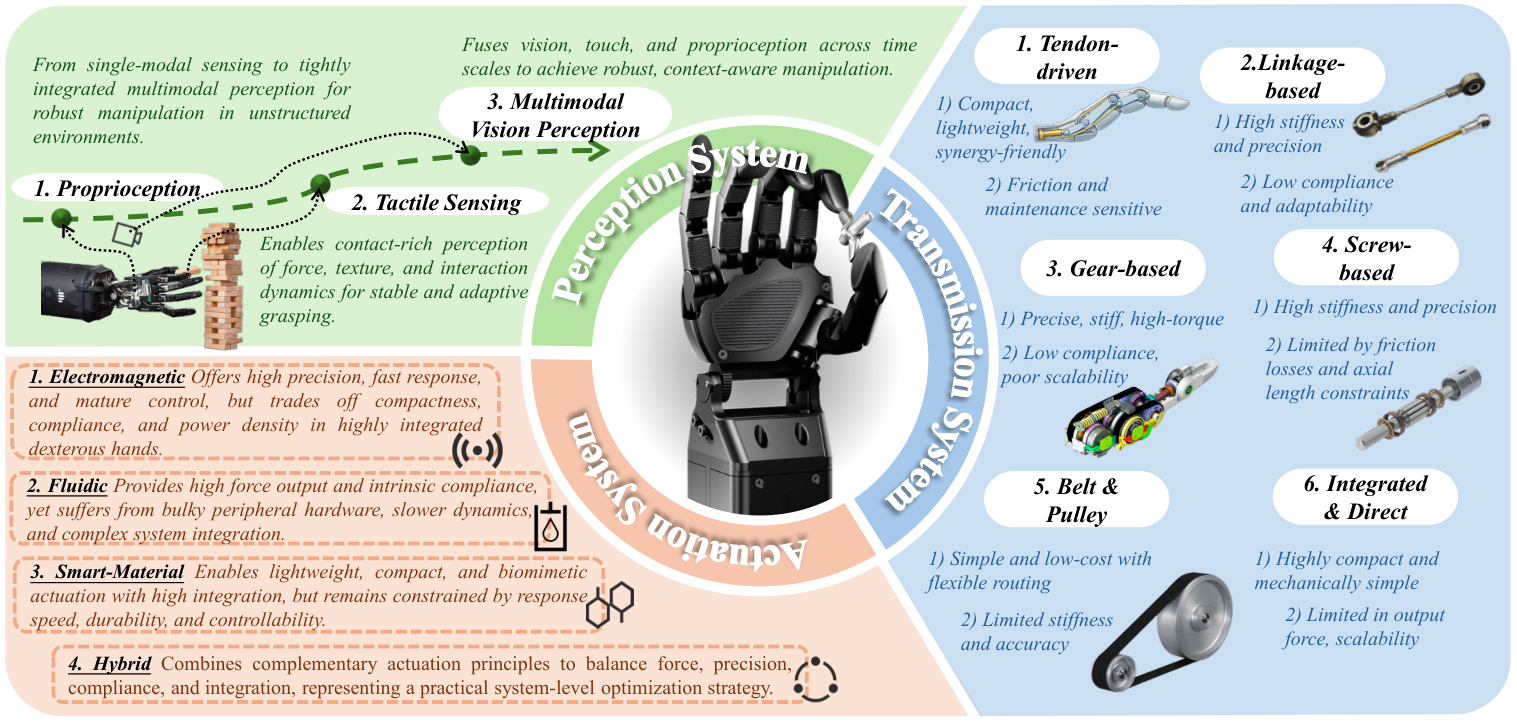 From single-modal sensing to tightly
integrated multimodal perception for
robust manipulation in unstructured
environments.
Fuses vision, touch, and proprioception across time
scales to achieve robust, context-aware manipulation.
3. Multimodal
Vision Perception
1. Proprioception
2. Tactile Sensing
Enables contact-rich perception
of force, texture, and interaction
dynamics for stable and adaptive
grasping.
Perception System
Transmission System
Actuation System
1. Electromagnetic Offers high precision, fast response,
and mature control, but trades off compactness,
compliance, and power density in highly integrated
dexterous hands.
2. Fluidic Provides high force output and intrinsic compliance,
yet suffers from bulky peripheral hardware, slower dynamics,
and complex system integration.
3. Smart-Material Enables lightweight, compact, and biomimetic
actuation with high integration, but remains constrained by response
speed, durability, and controllability.
4. Hybrid Combines complementary actuation principles to balance force, precision,
compliance, and integration, representing a practical system-level optimization strategy.
1. Tendon-
driven
1) Compact,
lightweight,
synergy-friendly
2) Friction and
maintenance sensitive
2.Linkage-
based
1) High stiffness
and precision
2) Low compliance
and adaptability
3. Gear-based
1) Precise, stiff, high-torque
2) Low compliance,
poor scalability
4. Screw-
based
1) High stiffness and precision
2) Limited by friction
losses and axial
length constraints
5. Belt &
Pulley
1) Simple and low-cost with
flexible routing
2) Limited stiffness
and accuracy
6. Integrated
& Direct
1) Highly compact and
mechanically simple
2) Limited in output
force, scalability